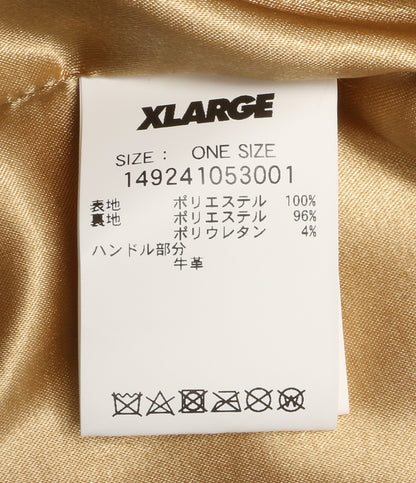 XLARGE
SIZE : ONE SIZE
149241053001
表地 ポリエステル 100%
裏地 ポリエステル 96%
ポリウレタン 4%
ハンドル部分
牛革